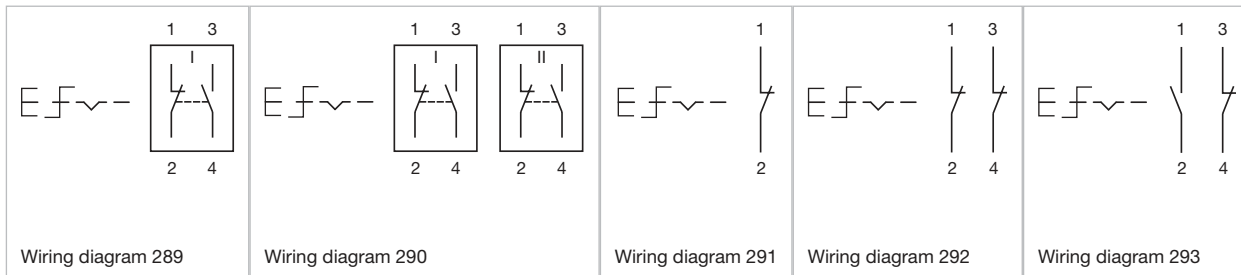 1 3
I
2 4
Wiring diagram 289
1 3 1 3
I II
2 4 2 4
Wiring diagram 290
1
2
Wiring diagram 291
1 3
2 4
Wiring diagram 292
1 3
2 4
Wiring diagram 293